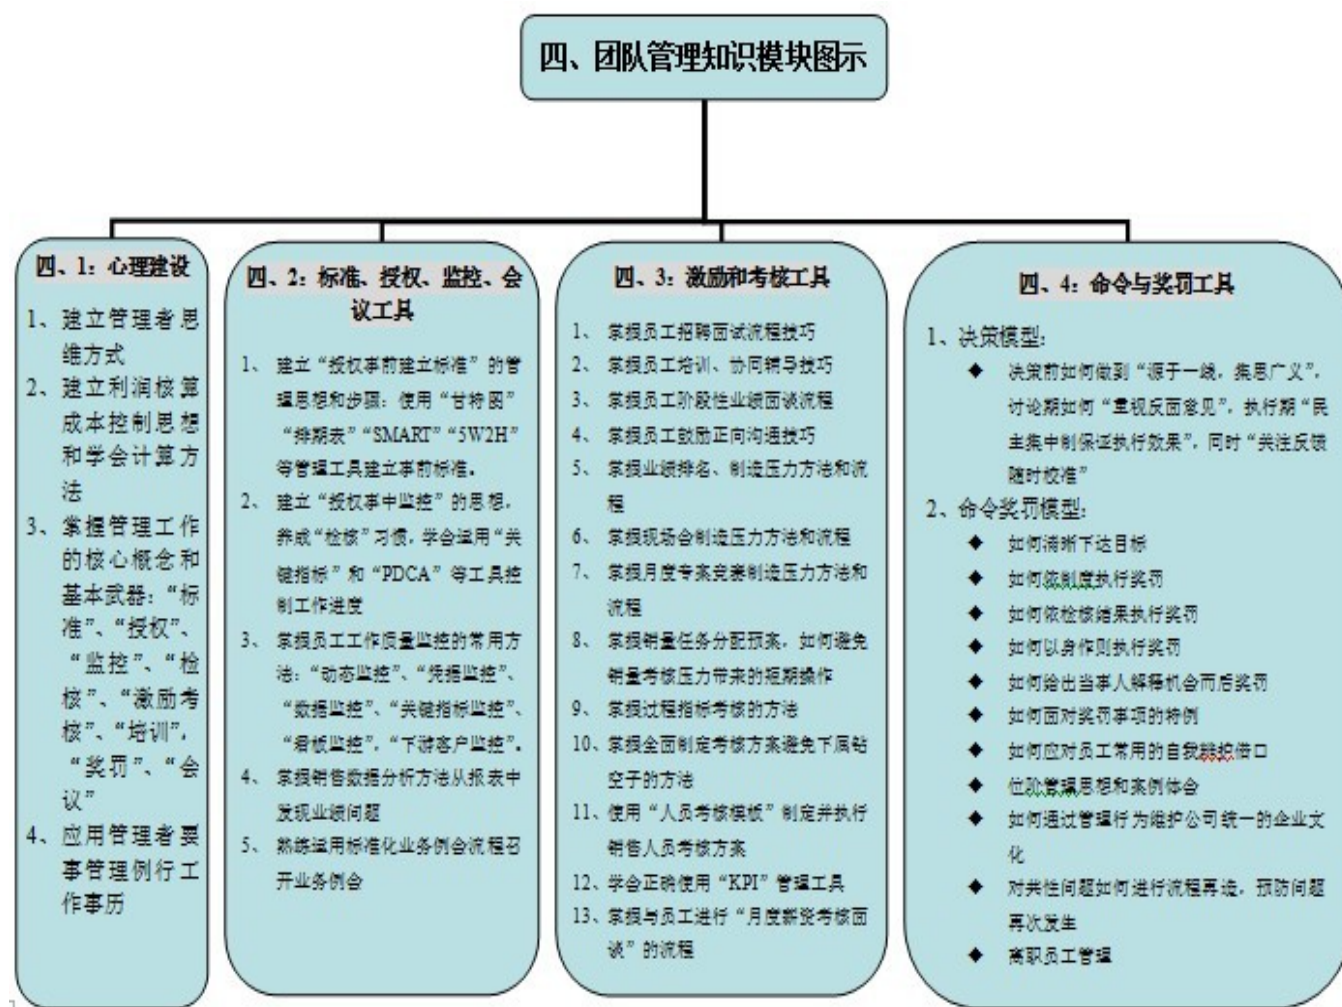 四、团队管理知识模块图示
四、1：心理建设
1、建立管理者思
维方式
2、建立利润核算
成本控制思想
和学会计算方
法
3、掌握管理工作
的核心概念和
基本武器：“标
准”、“授权”、
“监控”、“检
核”、“激励考
核”、“培训”，
“奖罚”、“会
议”
4、应用管理者要
事管理例行工
作事历
四、2：标准、授权、监控、会
议工具
1、建立“授权事前建立标准”的管
理思想和步骤：使用“甘特图”
“排期表”“SMART”“5W2H”
等管理工具建立事前标准。
2、建立“授权事中监控”的思想，
养成“检核”习惯，学会运用“关
键指标”和“PDCA”等工具控
制工作进度
3、掌握员工工作质量监控的常用方
法：“动态监控”、“凭据监控”、
“数据监控”、“关键指标监控”、
“看板监控”，“下游客户监控”。
4、掌握销售数据分析方法从报表中
发现业绩问题
5、熟练运用标准化业务例会流程召
开业务例会
四、3：激励和考核工具
1、掌握员工招聘面试流程技巧
2、掌握员工培训、协同辅导技巧
3、掌握员工阶段性业绩面谈流程
4、掌握员工鼓励正向沟通技巧
5、掌握业绩排名、制造压力方法和流
程
6、掌握现场会制造压力方法和流程
7、掌握月度专案竞赛制造压力方法和
流程
8、掌握销量任务分配预案，如何避免
销量考核压力带来的短期操作
9、掌握过程指标考核的方法
10、掌握全面制定考核方案避免下属钻
空子的方法
11、使用“人员考核模板”制定并执行
销售人员考核方案
12、学会正确使用“KPI”管理工具
13、掌握与员工进行“月度薪资考核面
谈”的流程
四、4：命令与奖罚工具
1、决策模型：
◆ 决策前如何做到“源于一线，集思广义”，
讨论期如何“重视反面意见”，执行期“民
主集中制保证执行效果”，同时“关注反馈
随时校准”
2、命令奖罚模型：
◆ 如何清晰下达目标
◆ 如何依制度执行奖罚
◆ 如何依检核结果执行奖罚
◆ 如何以身作则执行奖罚
◆ 如何给出当事人解释机会而后奖罚
◆ 如何面对奖罚事项的特例
◆ 如何应对员工常用的自我辩护借口
◆ 位阶管理思想和案例体会
◆ 如何通过管理行为维护公司统一的企业文
化
◆ 对共性问题如何进行流程再造，预防问题
再次发生
◆ 离职员工管理